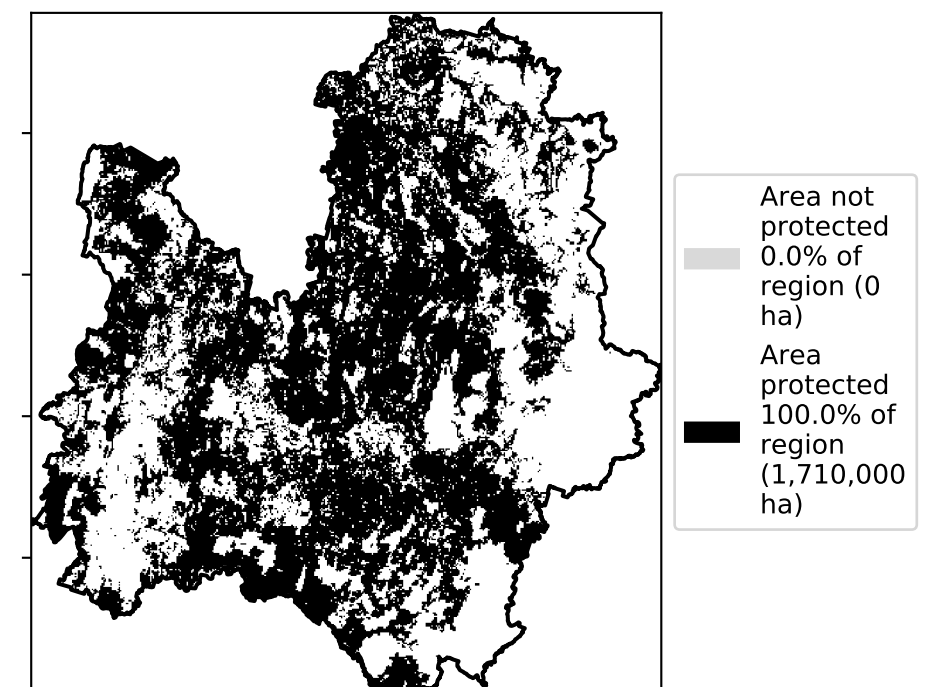 Area not
protected
0.0% of
region (0
ha)
Area
protected
100.0% of
region
(1,710,000
ha)